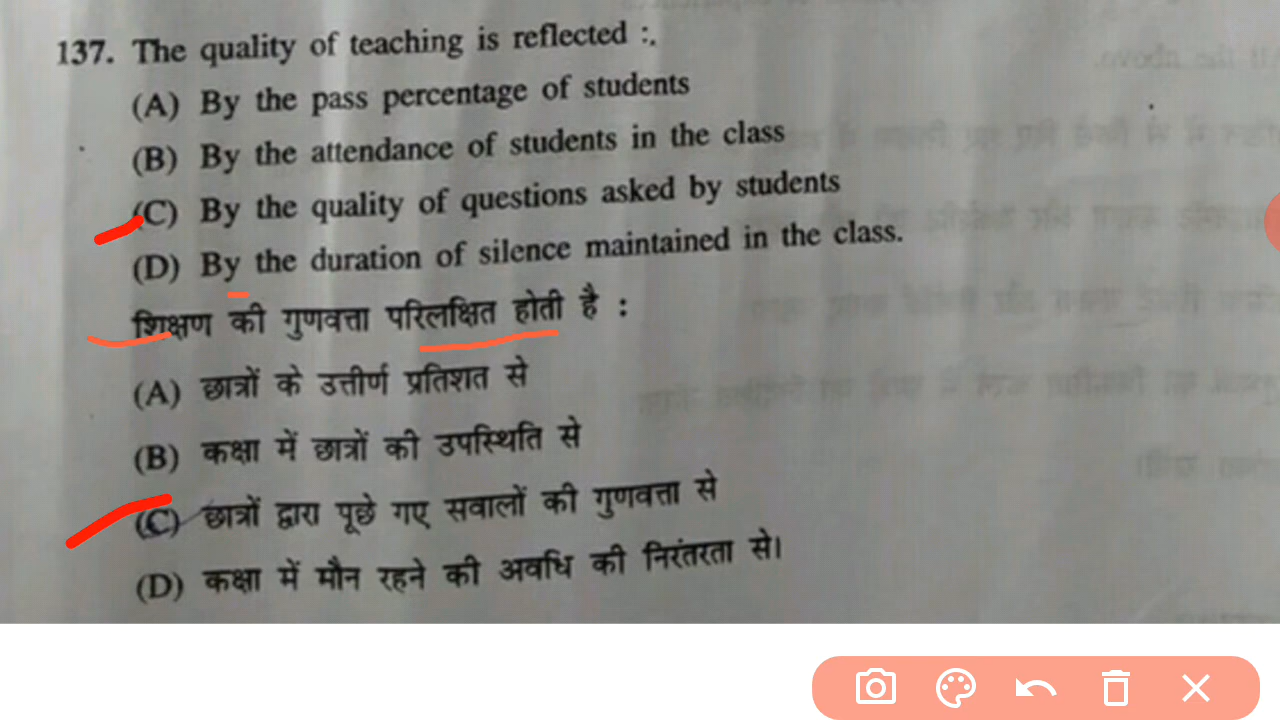 137. The quality of teaching is reflected :.
(A) By the pass percentage of students
(B) By the attendance of students in the class
(C) By the quality of questions asked by students
(D) By the duration of silence maintained in the class.
शिक्षण की गुणवत्ता परिलक्षित होती है :
(A) छात्रों के उत्तीर्ण प्रतिशत से
(B) कक्षा में छात्रों की उपस्थिति से
(C) छात्रों द्वारा पूछे गए सवालों की गुणवत्ता से
(D) कक्षा में मौन रहने की अवधि की निरंतरता से।